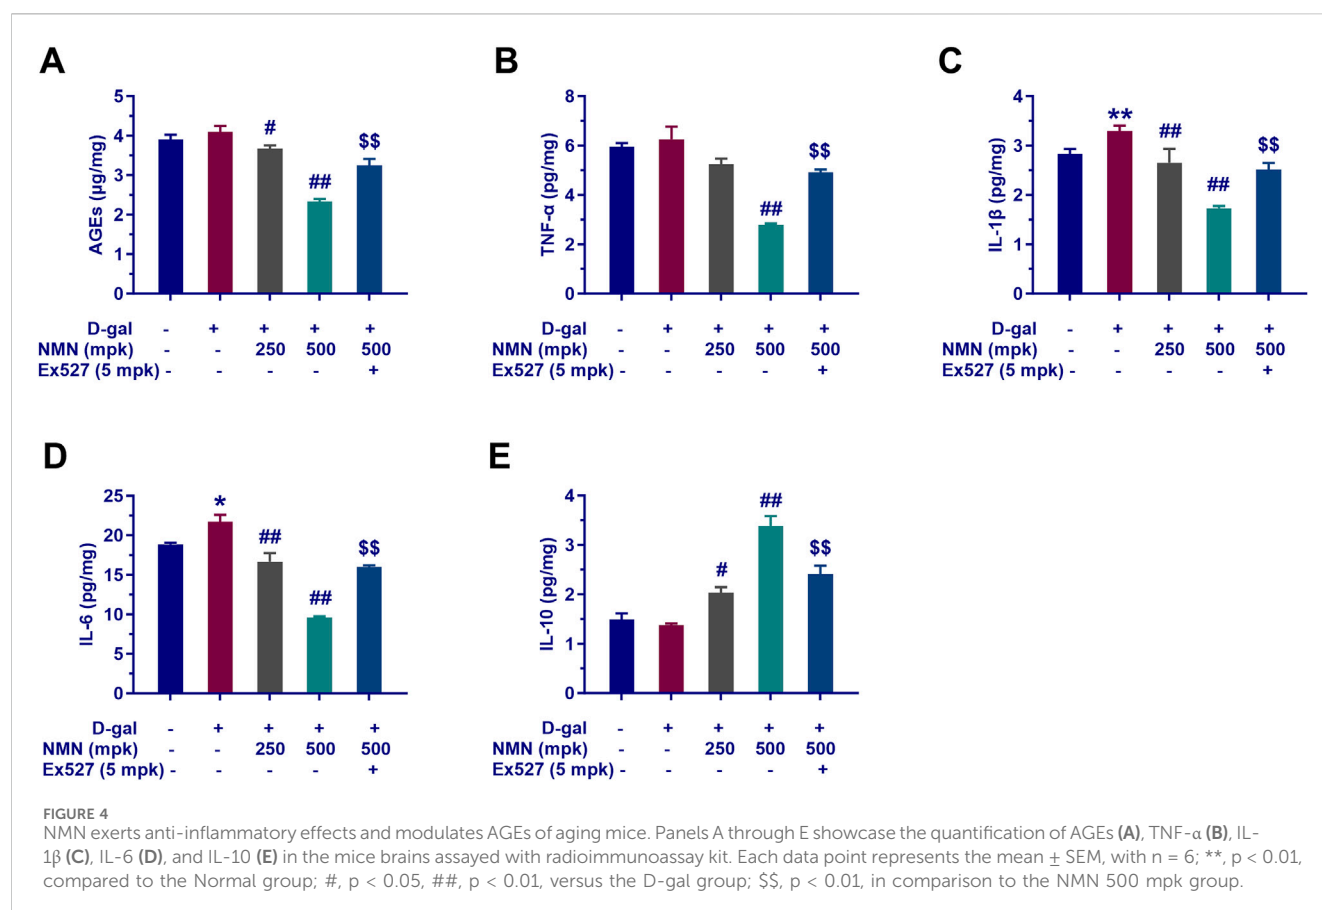 A
AGEs (µg/mg)
5
4
3
2
1
0
#
##
$$
D-gal - + + + +
NMN (mpk) - - 250 500 500
Ex527 (5 mpk) - - - - +
B
TNF-α (pg/mg)
8
6
4
2
0
##
$$
D-gal - + + + +
NMN (mpk) - - 250 500 500
Ex527 (5 mpk) - - - - +
C
IL-1β (pg/mg)
4
3
2
1
0
**
##
##
$$
D-gal - + + + +
NMN (mpk) - - 250 500 500
Ex527 (5 mpk) - - - - +
D
IL-6 (pg/mg)
25
20
15
10
5
0
*
##
##
$$
D-gal - + + + +
NMN (mpk) - - 250 500 500
Ex527 (5 mpk) - - - - +
E
IL-10 (pg/mg)
4
3
2
1
0
#
##
$$
D-gal - + + + +
NMN (mpk) - - 250 500 500
Ex527 (5 mpk) - - - - +
FIGURE 4
NMN exerts anti-inflammatory effects and modulates AGEs of aging mice. Panels A through E showcase the quantification of AGEs (A), TNF-α (B), IL-
1β (C), IL-6 (D), and IL-10 (E) in the mice brains assayed with radioimmunoassay kit. Each data point represents the mean ± SEM, with n = 6; **, p < 0.01,
compared to the Normal group; #, p < 0.05, ##, p < 0.01, versus the D-gal group; $$, p < 0.01, in comparison to the NMN 500 mpk group.